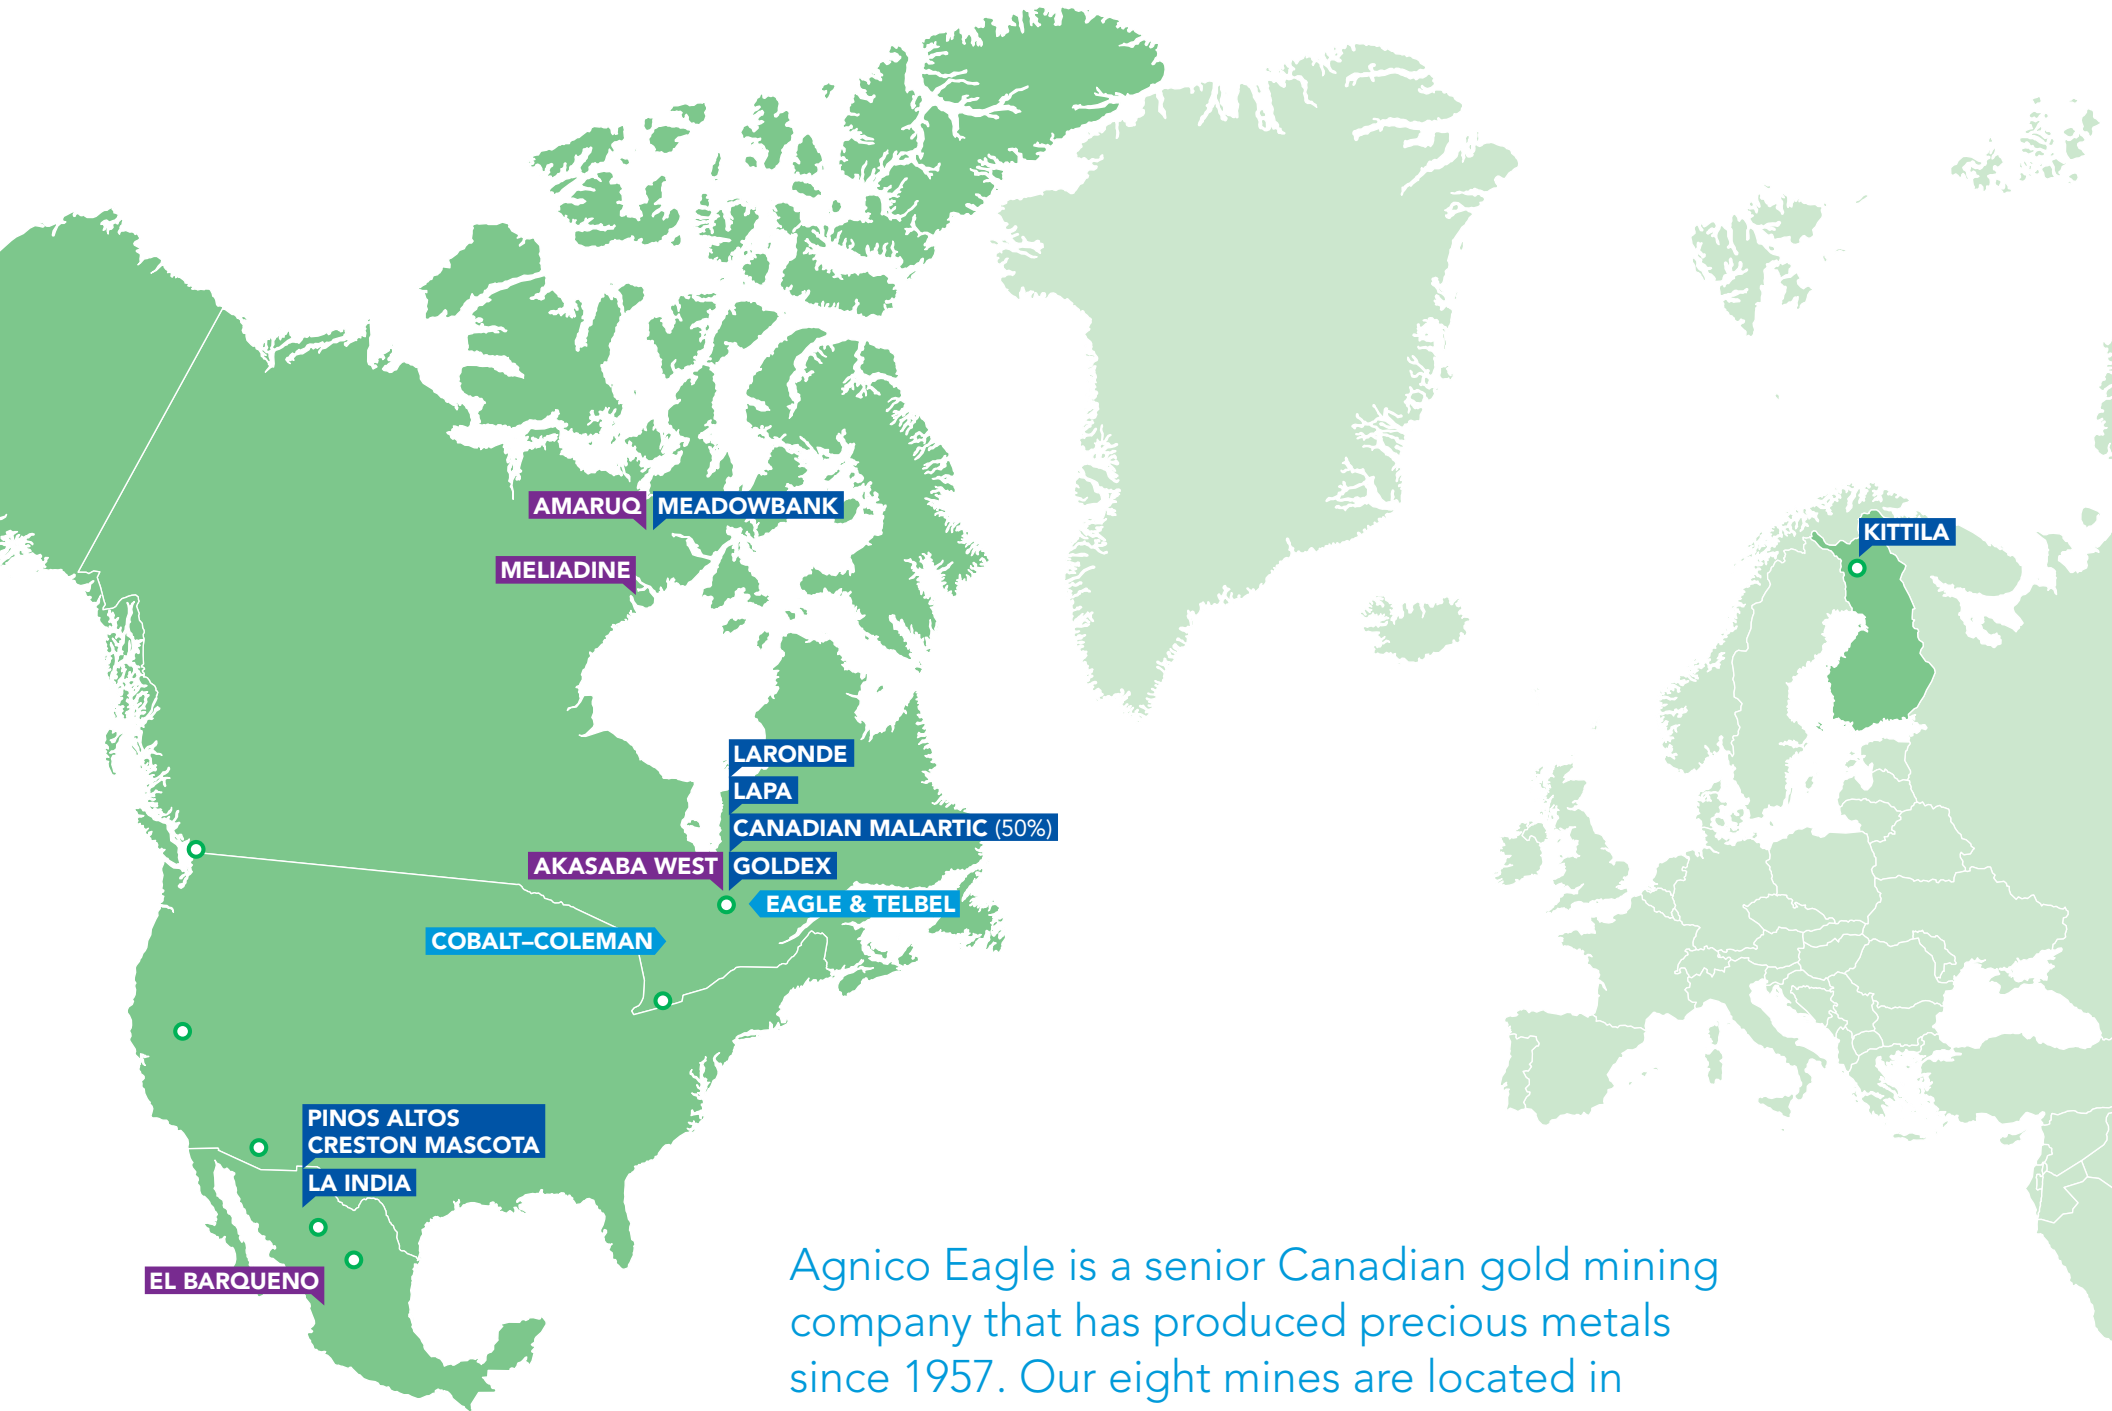 AMARUQ
MEADOWBANK
KITTILA
MELIADINE
LARONDE
LAPA
CANADIAN MALARTIC (50%)
AKASABA WEST
GOLDEX
EAGLE & TELBEL
COBALT–COLEMAN
PINOS ALTOS
CRESTON MASCOTA
LA INDIA
EL BARQUENO
Agnico Eagle is a senior Canadian gold mining
company that has produced precious metals
since 1957. Our eight mines are located in